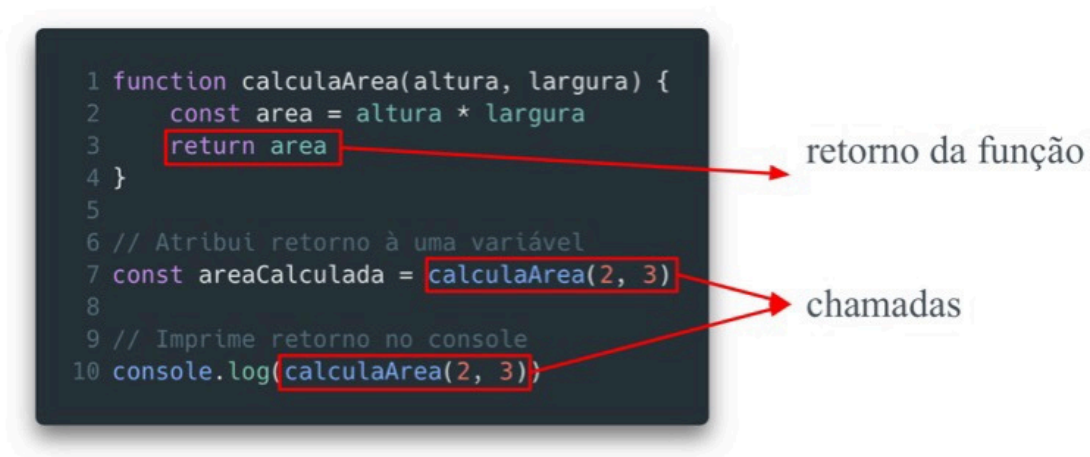 1 function calculaArea(altura, largura) {
2 const area = altura * largura
3 return area
4 }
5
6 // Atribui retorno à uma variável
7 const areaCalculada = calculaArea(2, 3)
8
9 // Imprime retorno no console
10 console.log(calculaArea(2, 3))
retorno da função
chamadas